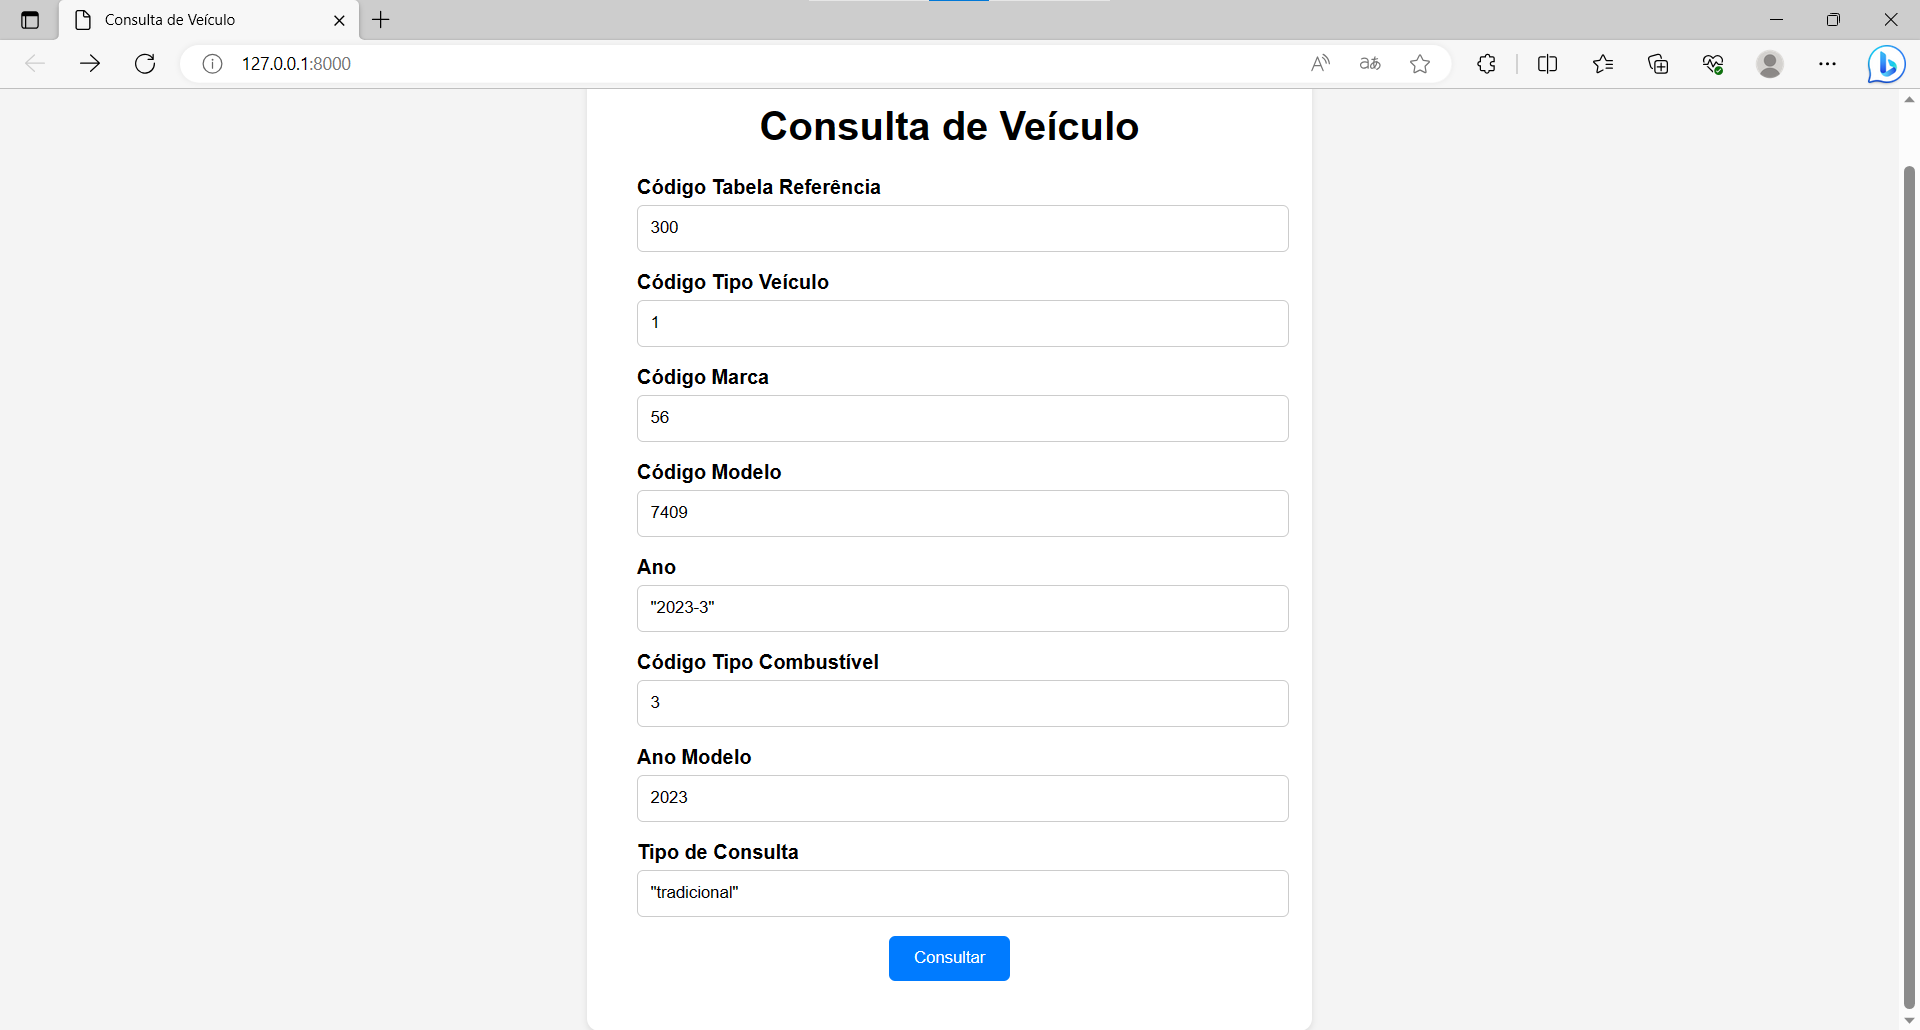 Consulta de Veículo
127.0.0.1:8000
Consulta de Veículo
Código Tabela Referência
300
Código Tipo Veículo
1
Código Marca
56
Código Modelo
7409
Ano
"2023-3"
Código Tipo Combustível
3
Ano Modelo
2023
Tipo de Consulta
"tradicional"
Consultar